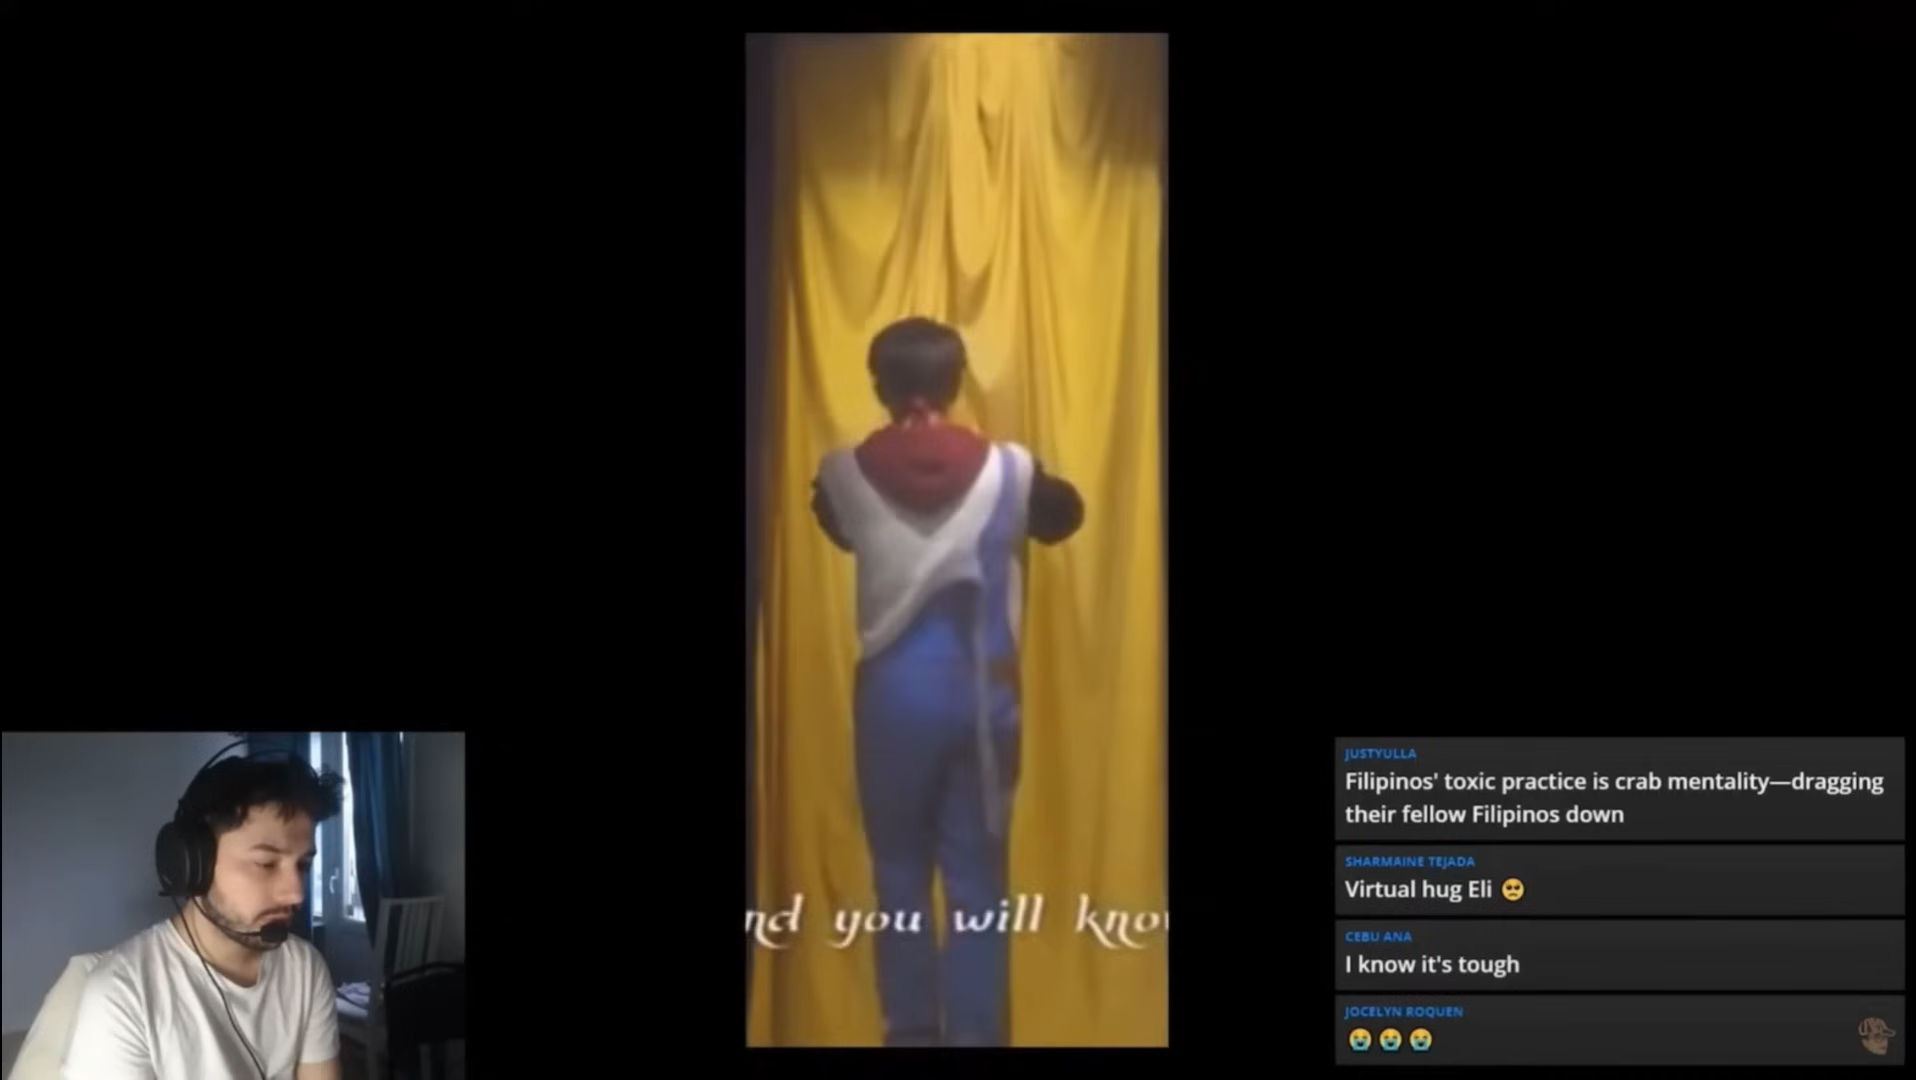 nd you will kno
JUSTYULLA
Filipinos' toxic practice is crab mentality—dragging
their fellow Filipinos down
SHARMAINE TEJADA
Virtual hug Eli 🥺
CEBU ANA
I know it's tough
JOCELYN ROQUEN
😭 😭 😭